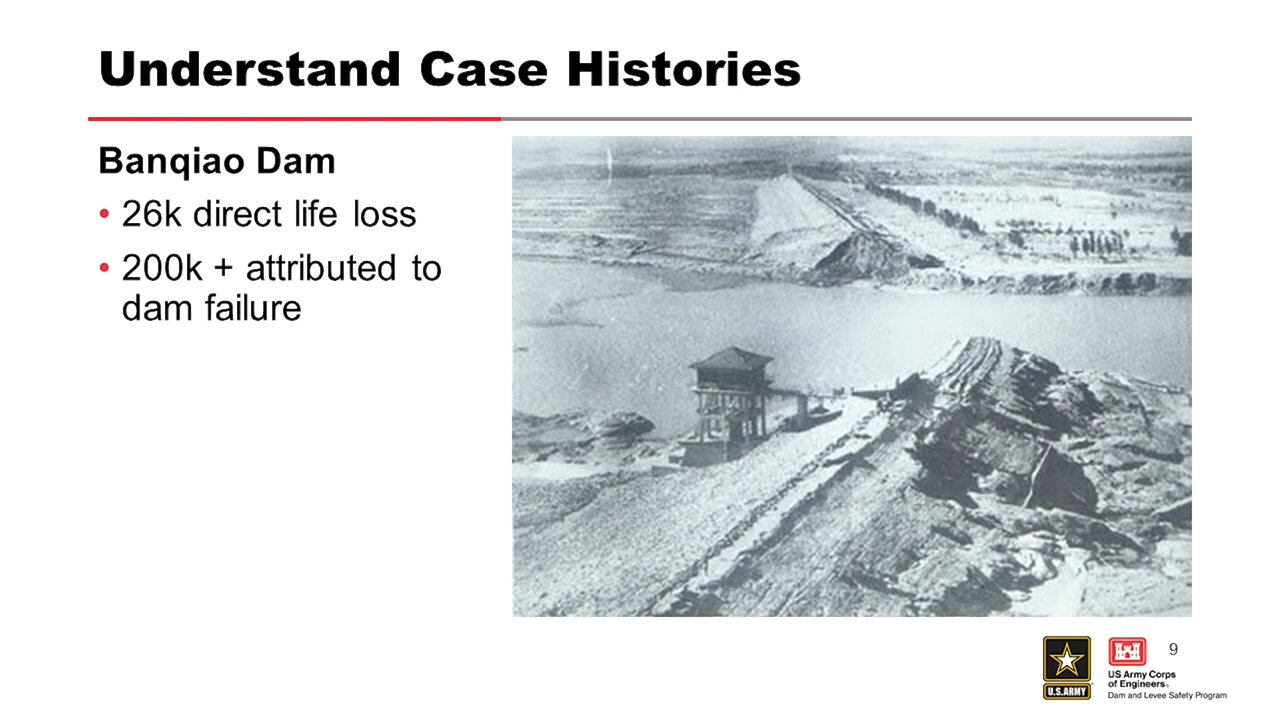 Understand Case Histories
Banqiao Dam
• 26k direct life loss
• 200k + attributed to
dam failure
9
U.S.ARMY
US Army Corps
of Engineers®
Dam and Levee Safety Program